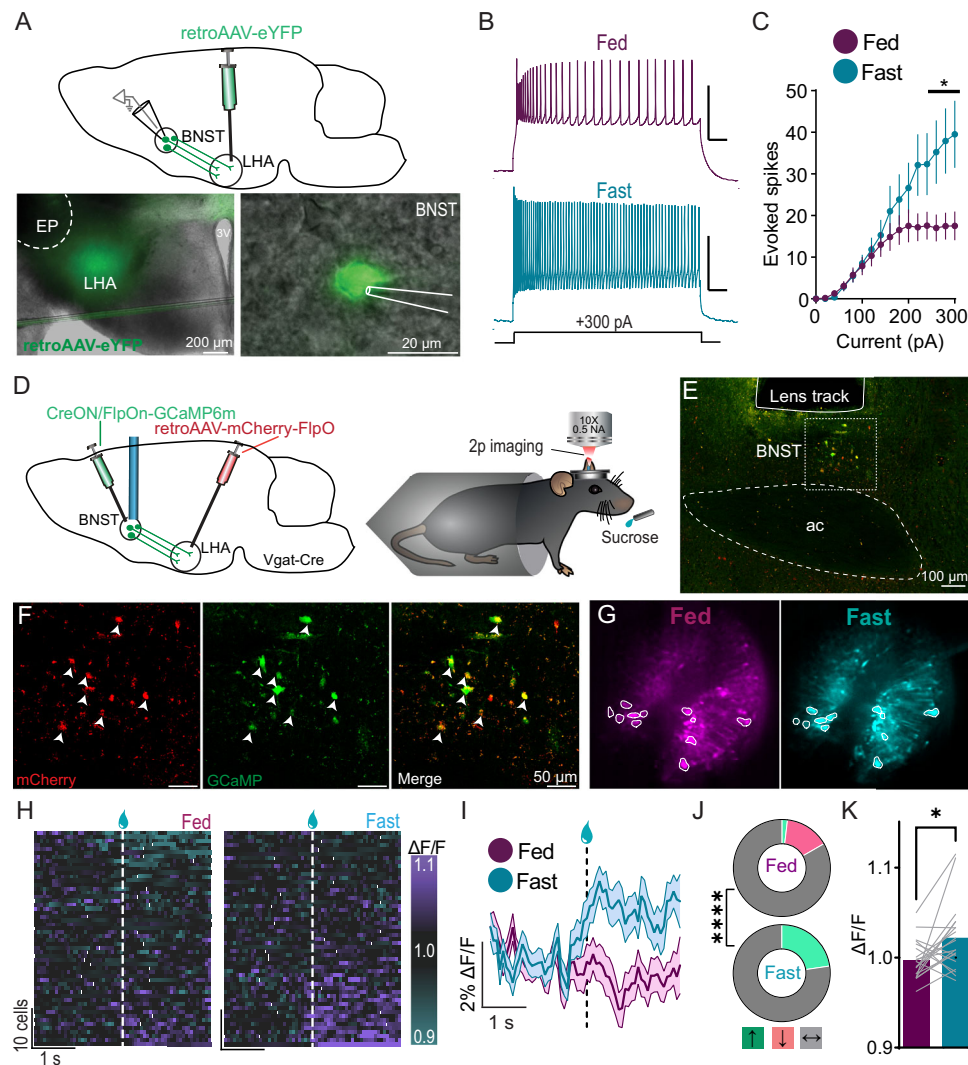 A
retroAAV-eYFP
BNST
LHA
EP
LHA
3V
retroAAV-eYFP
200 µm
BNST
20 µm
B
Fed
Fast
+300 pA
C
Fed
Fast
*
Evoked spikes
50
40
30
20
10
0
0 100 200 300
Current (pA)
D
CreON/FlpOn-GCaMP6m
retroAAV-mCherry-FlpO
BNST
LHA
Vgat-Cre
10X
0.5 NA
2p imaging
Sucrose
E
Lens track
BNST
ac
100 µm
F
mCherry
GCaMP
Merge
50 µm
G
Fed
Fast
H
Fed
Fast
10 cells
1 s
ΔF/F
1.1
1.0
0.9
I
Fed
Fast
2% ΔF/F
1 s
J
Fed
****
Fast
↑ ↓ ↔
K
*
ΔF/F
1.1
1.0
0.9